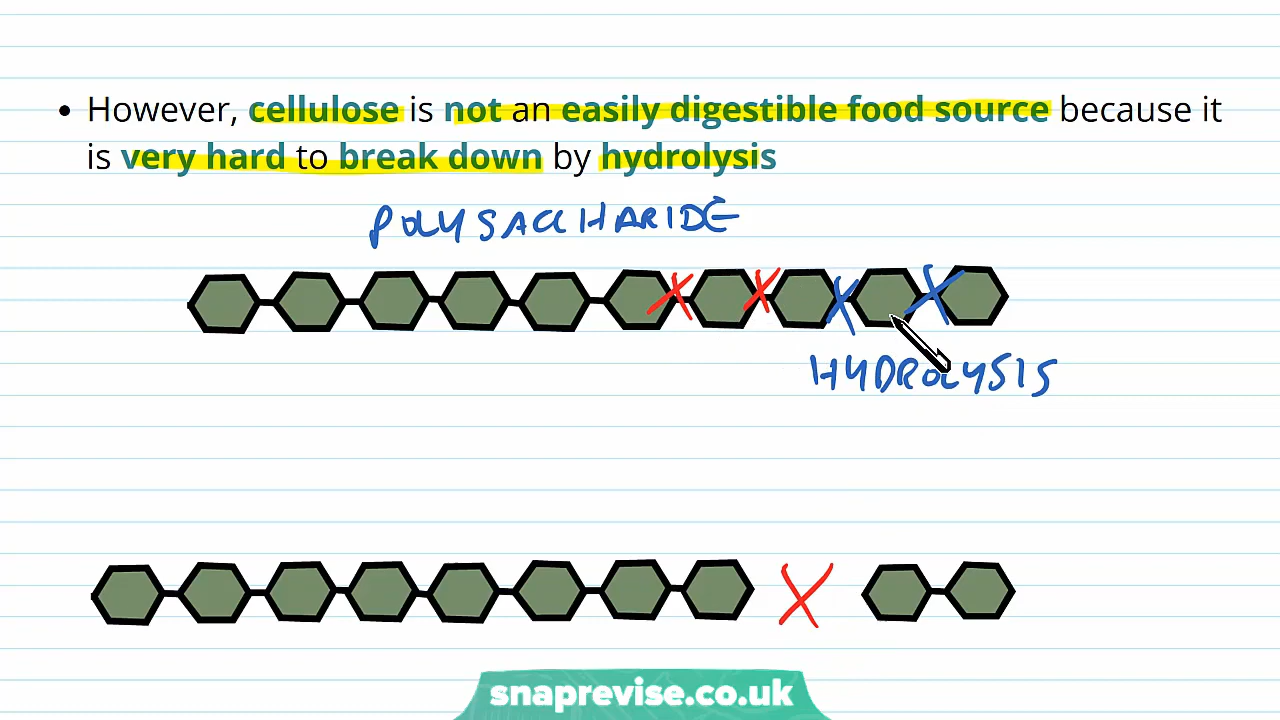 • However, cellulose is not an easily digestible food source because it
is very hard to break down by hydrolysis
POLYSACCHARIDE
HYDROLYSIS
snaprevise.co.uk